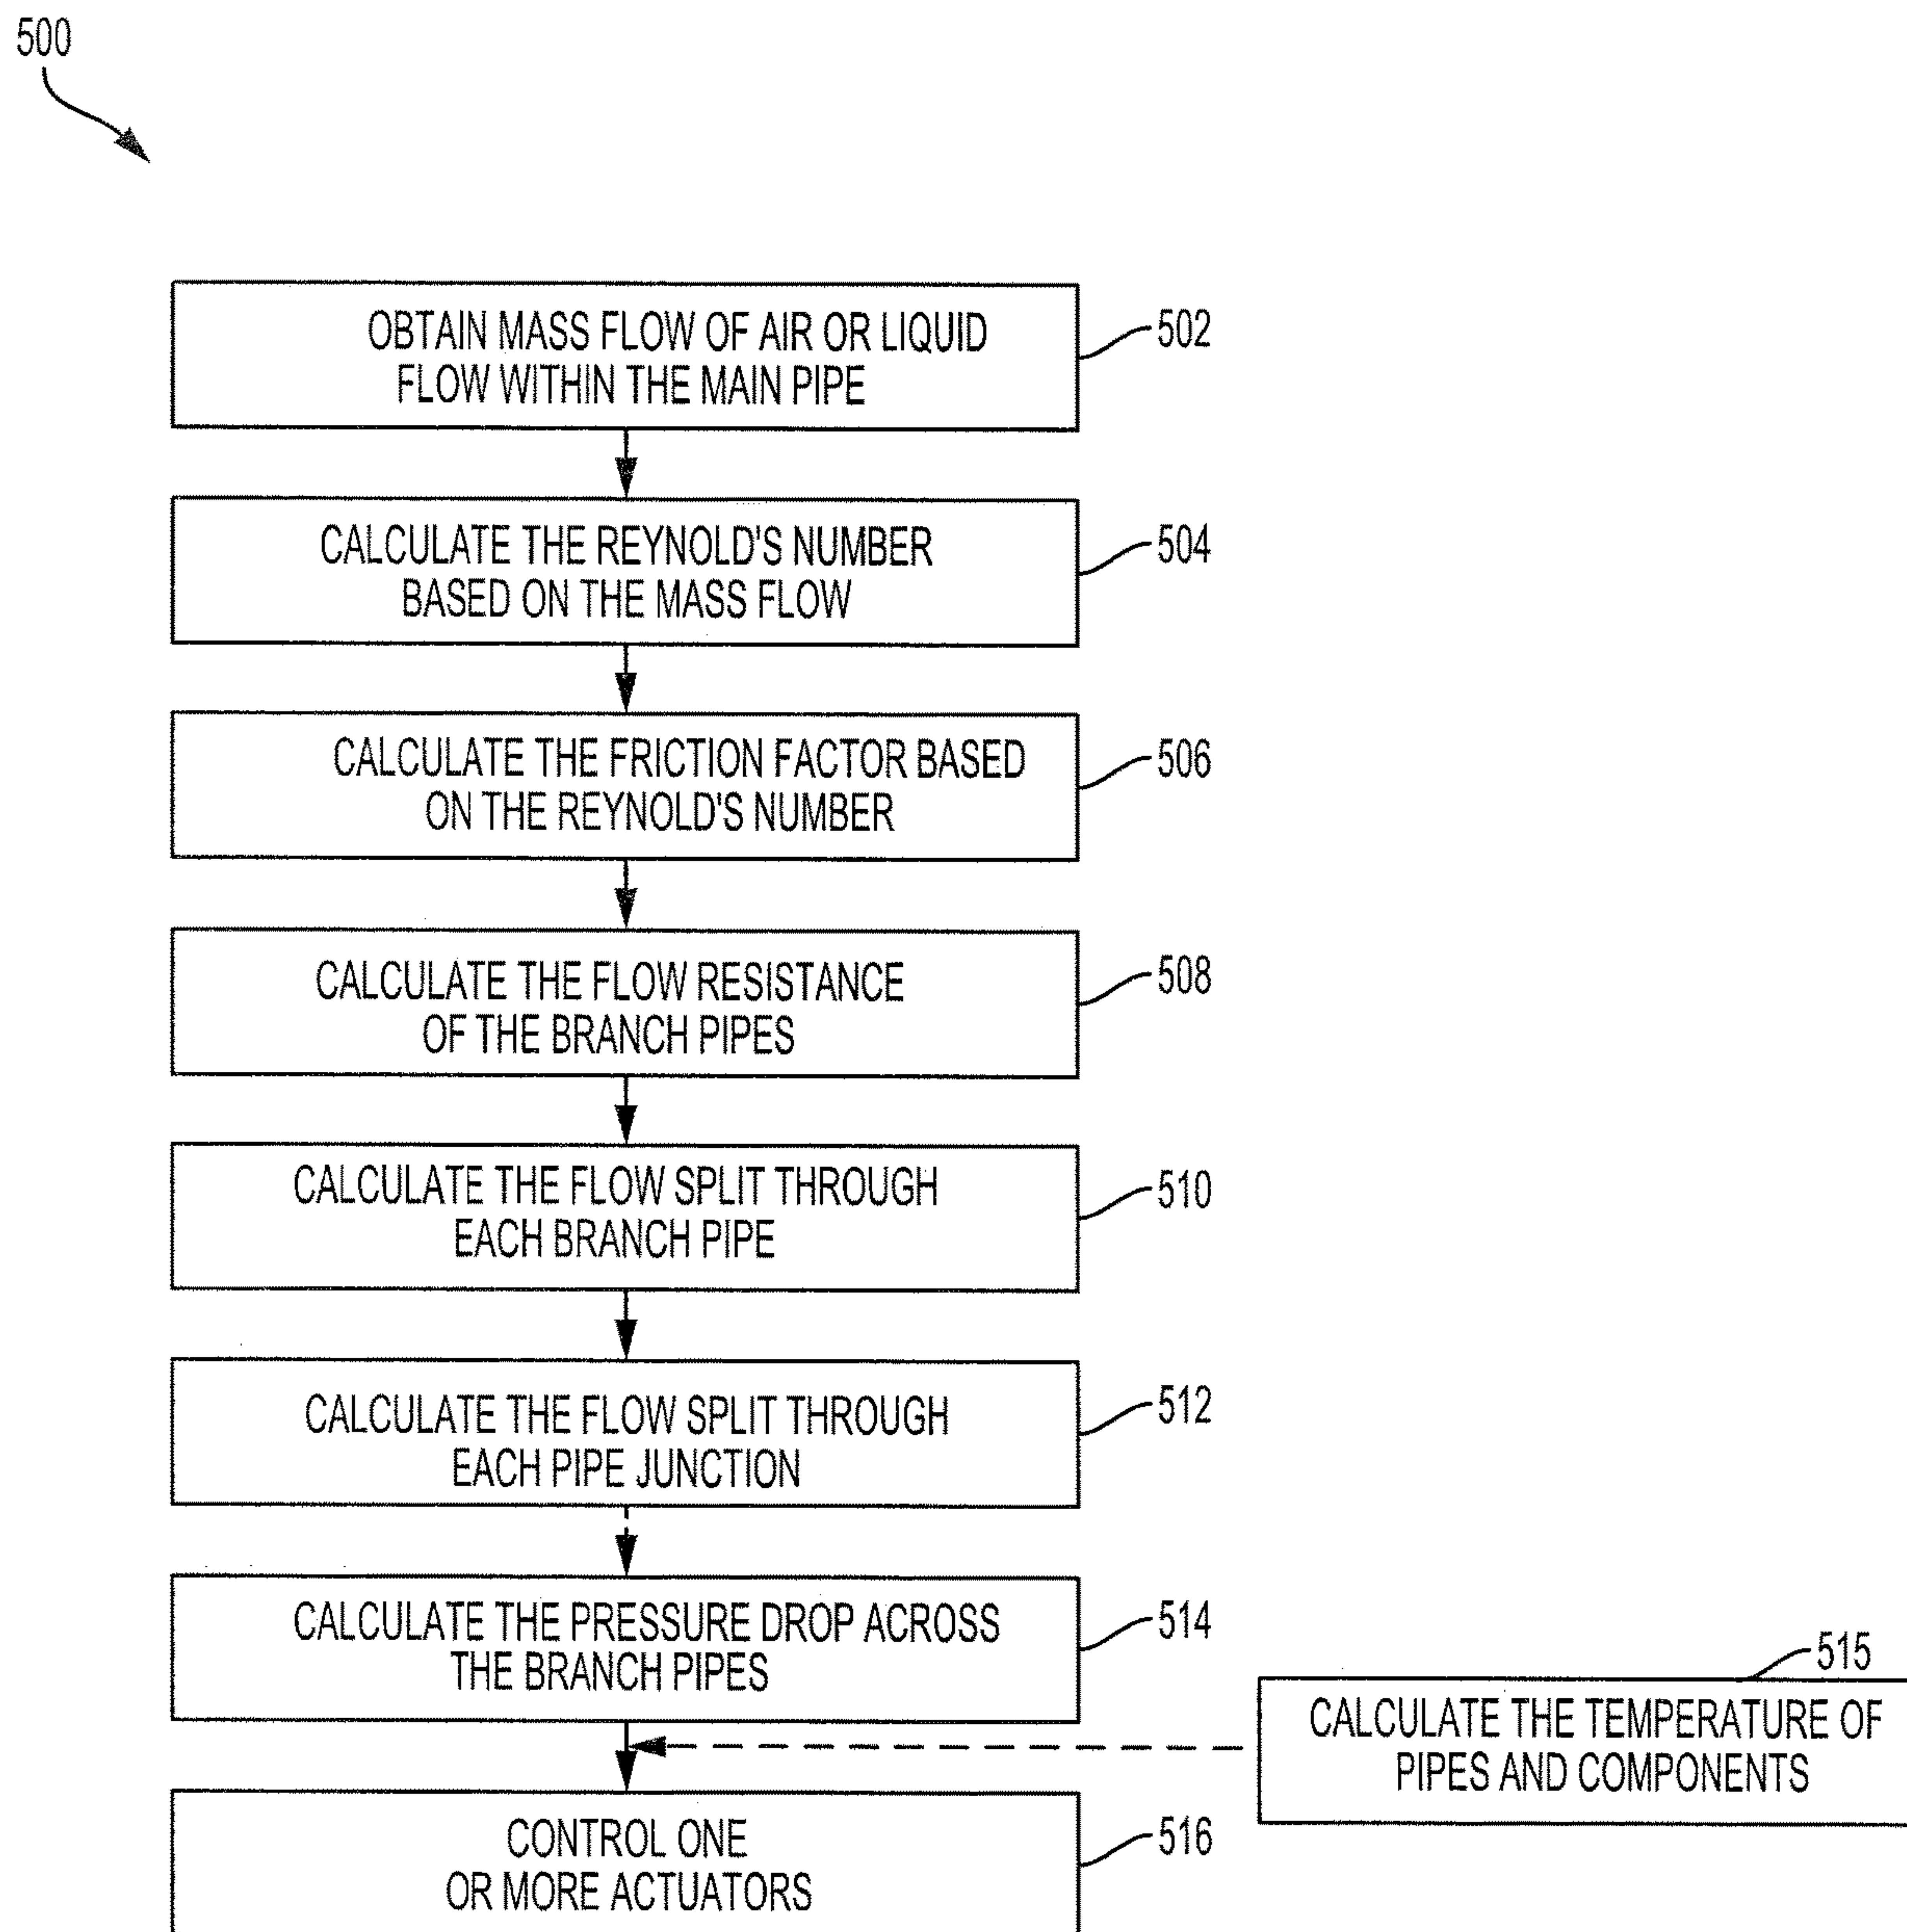 500
OBTAIN MASS FLOW OF AIR OR LIQUID
FLOW WITHIN THE MAIN PIPE
502
CALCULATE THE REYNOLD'S NUMBER
BASED ON THE MASS FLOW
504
CALCULATE THE FRICTION FACTOR BASED
ON THE REYNOLD'S NUMBER
506
CALCULATE THE FLOW RESISTANCE
OF THE BRANCH PIPES
508
CALCULATE THE FLOW SPLIT THROUGH
EACH BRANCH PIPE
510
CALCULATE THE FLOW SPLIT THROUGH
EACH PIPE JUNCTION
512
CALCULATE THE PRESSURE DROP ACROSS
THE BRANCH PIPES
514
515
CALCULATE THE TEMPERATURE OF
PIPES AND COMPONENTS
CONTROL ONE
OR MORE ACTUATORS
516